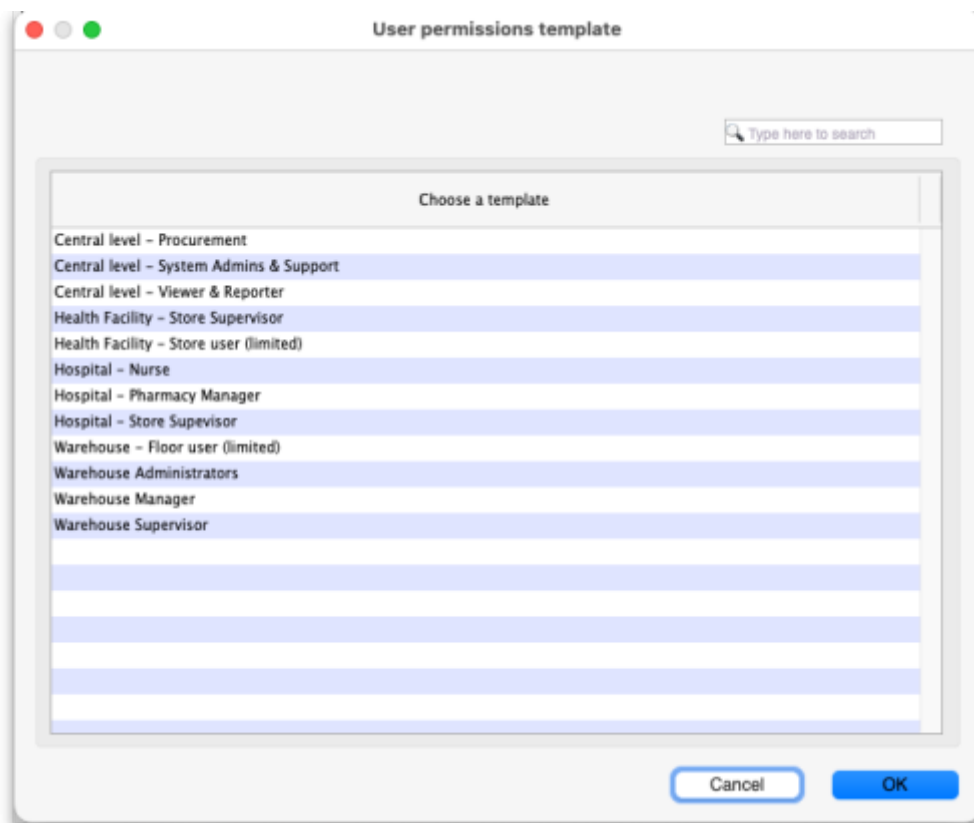 User permissions template
Type here to search
Choose a template
Central level – Procurement
Central level – System Admins & Support
Central level – Viewer & Reporter
Health Facility – Store Supervisor
Health Facility – Store user (limited)
Hospital – Nurse
Hospital – Pharmacy Manager
Hospital – Store Supevisor
Warehouse – Floor user (limited)
Warehouse Administrators
Warehouse Manager
Warehouse Supervisor
Cancel OK